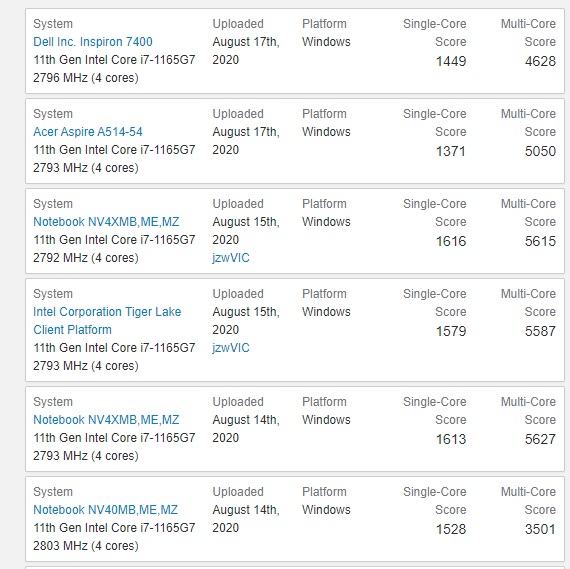 System Uploaded Platform Single-Core Multi-Core
Dell Inc. Inspiron 7400 August 17th, Windows Score Score
11th Gen Intel Core i7-1165G7 2020 1449 4628
2796 MHz (4 cores)
System Uploaded Platform Single-Core Multi-Core
Acer Aspire A514-54 August 17th, Windows Score Score
11th Gen Intel Core i7-1165G7 2020 1371 5050
2793 MHz (4 cores)
System Uploaded Platform Single-Core Multi-Core
Notebook NV4XMB,ME,MZ August 15th, Windows Score Score
11th Gen Intel Core i7-1165G7 2020 1616 5615
2792 MHz (4 cores) jzwVIC
System Uploaded Platform Single-Core Multi-Core
Intel Corporation Tiger Lake August 15th, Windows Score Score
Client Platform 2020 1579 5587
11th Gen Intel Core i7-1165G7 jzwVIC
2793 MHz (4 cores)
System Uploaded Platform Single-Core Multi-Core
Notebook NV4XMB,ME,MZ August 14th, Windows Score Score
11th Gen Intel Core i7-1165G7 2020 1613 5627
2793 MHz (4 cores)
System Uploaded Platform Single-Core Multi-Core
Notebook NV40MB,ME,MZ August 14th, Windows Score Score
11th Gen Intel Core i7-1165G7 2020 1528 3501
2803 MHz (4 cores)